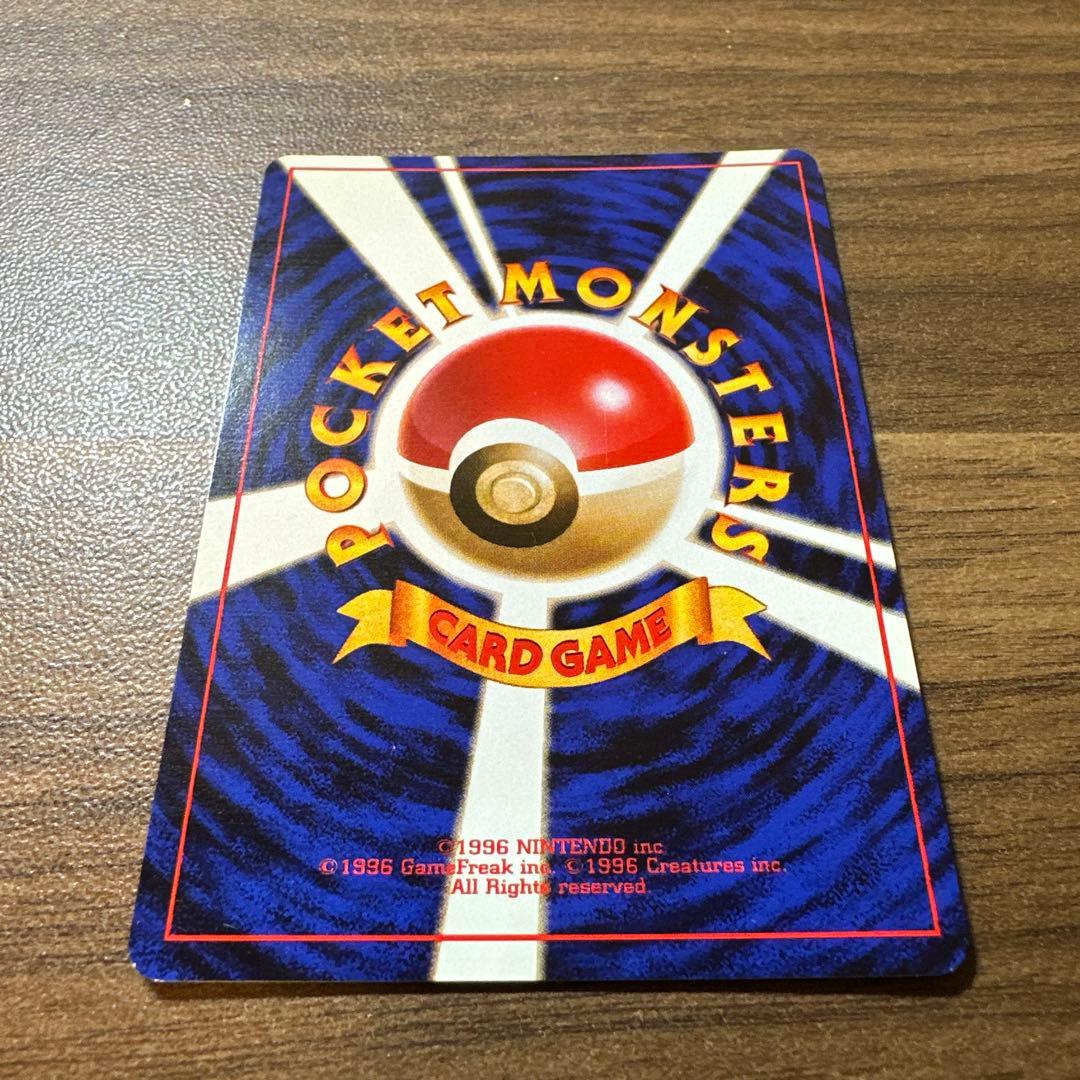 POCKET MONSTERS
CARD GAME
©1996 NINTENDO inc
©1996 GameFreak inc. ©1996 Creatures inc.
All Rights reserved.